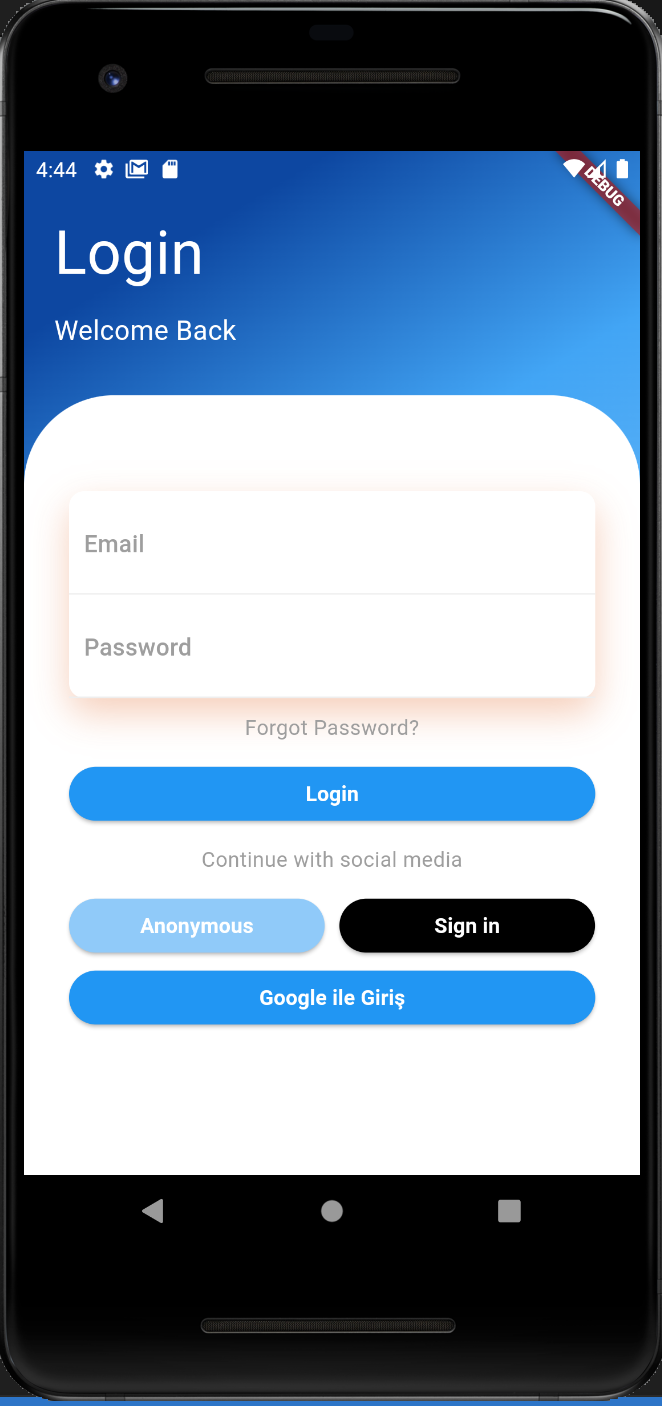 4:44
DEBUG
Login
Welcome Back
Email
Password
Forgot Password?
Login
Continue with social media
Anonymous
Sign in
Google ile Giriş